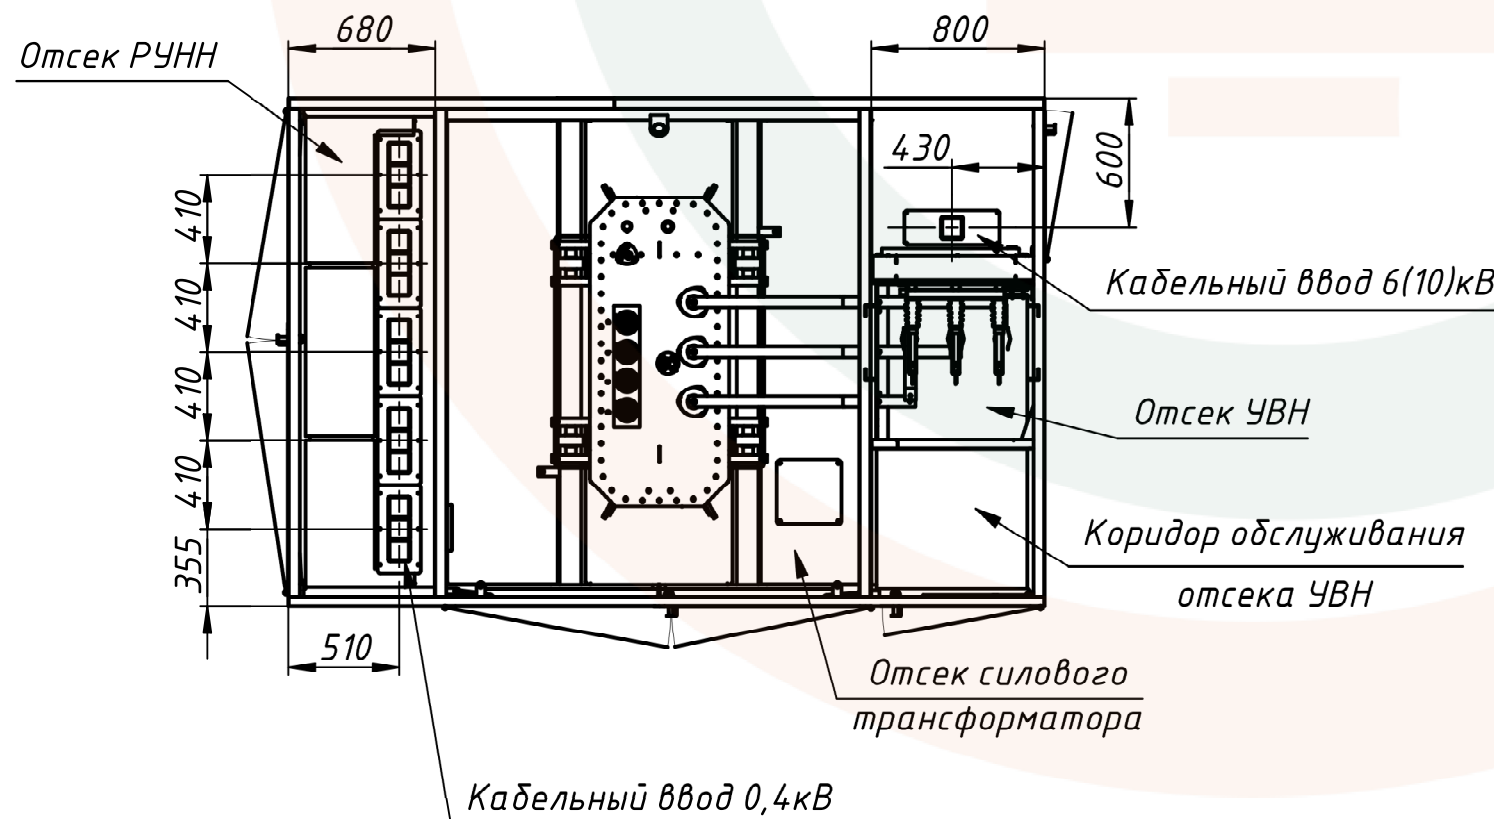 680
800
Отсек РУНН
430
600
410
410
410
410
355
510
Кабельный ввод 6(10)кВ
Отсек УВН
Коридор обслуживания
отсека УВН
Отсек силового
трансформатора
Кабельный ввод 0,4кВ